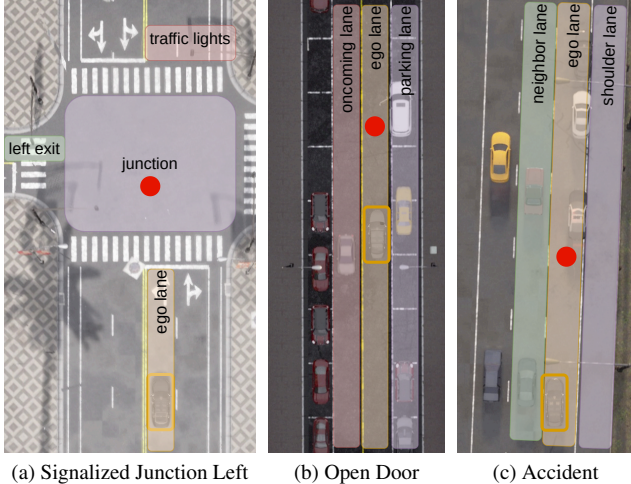 traffic lights
left exit
junction
ego lane
oncoming lane
ego lane
parking lane
neighbor lane
ego lane
shoulder lane
(a) Signalized Junction Left
(b) Open Door
(c) Accident